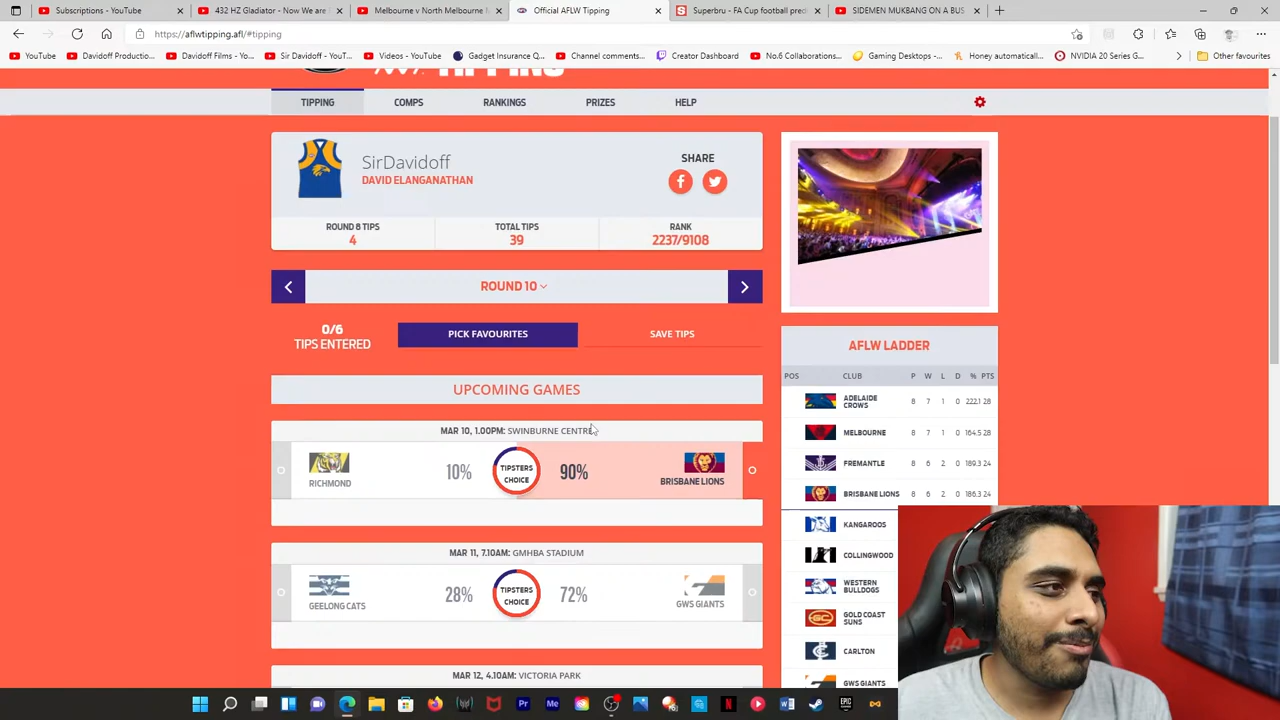 Subscriptions - YouTube
432 HZ Gladiator - Now We are
Melbourne v North Melbourne
Official AFLW Tipping
Superbru - FA Cup football pred
SIDEMEN MUKBANG ON A BUS
https://aflwtipping.afl/#tipping
YouTube
Davidoff Productio...
Davidoff Films - Yo...
Sir Davidoff - YouT...
Videos - YouTube
Gadget Insurance Q...
Channel comments...
Creator Dashboard
No.6 Collaborations...
Gaming Desktops -...
Honey automaticall...
NVIDIA 20 Series G...
Other favourites
TIPPING
TIPPING COMPS RANKINGS PRIZES HELP
SirDavidoff
DAVID ELANGANATHAN
SHARE
ROUND 8 TIPS TOTAL TIPS RANK
4 39 2237/9108
ROUND 10
0/6
TIPS ENTERED
PICK FAVOURITES
SAVE TIPS
UPCOMING GAMES
MAR 10, 1.00PM: SWINBURNE CENTRE
RICHMOND
10%
TIPSTERS
CHOICE
90%
BRISBANE LIONS
MAR 11, 7.10AM: GMHBA STADIUM
GEELONG CATS
28%
TIPSTERS
CHOICE
72%
GWS GIANTS
MAR 12, 4.10AM: VICTORIA PARK
AFLW LADDER
POS CLUB P W L D % PTS
ADELAIDE
CROWS
8 7 1 0 222.1 28
MELBOURNE 8 7 1 0 164.5 28
FREMANTLE 8 6 2 0 189.3 24
BRISBANE LIONS 8 6 2 0 186.3 24
KANGAROOS
COLLINGWOOD
WESTERN
BULLDOGS
GOLD COAST
SUNS
CARLTON
GWS GIANTS